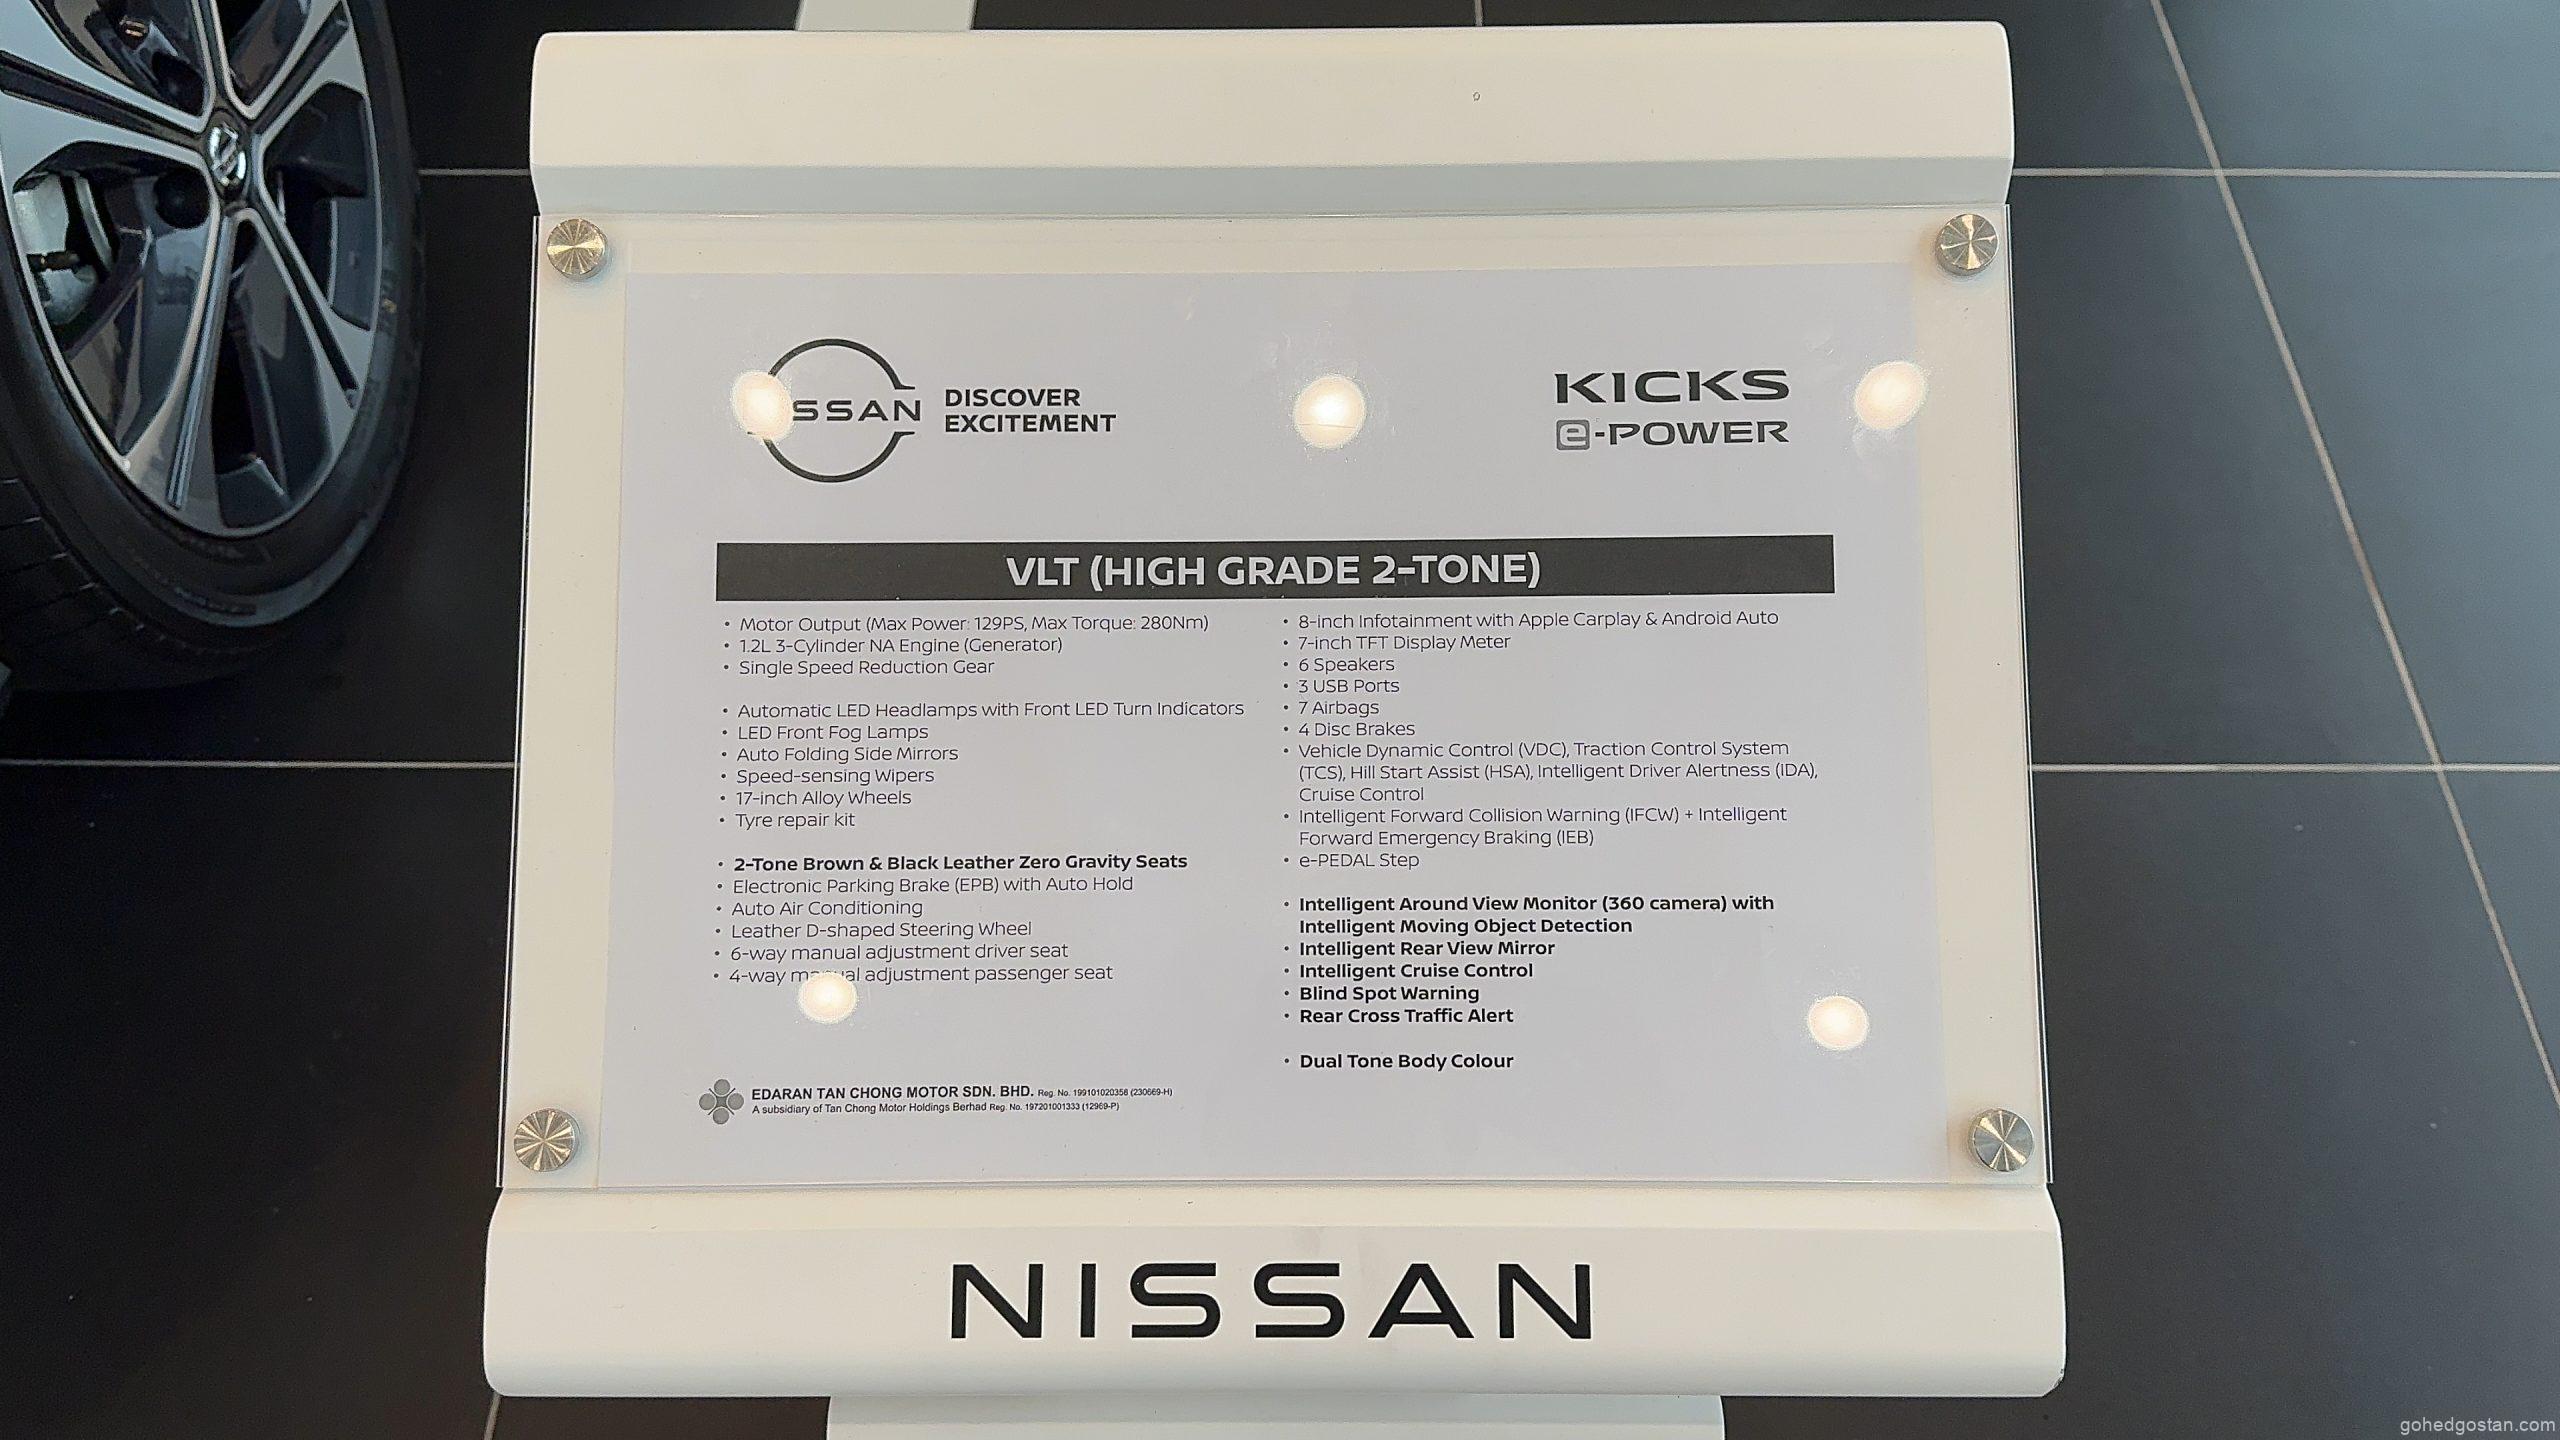 SSAN
DISCOVER
EXCITEMENT
KICKS
e-POWER
VLT (HIGH GRADE 2-TONE)
• Motor Output (Max Power: 129PS, Max Torque: 280Nm)
• 1.2L 3-Cylinder NA Engine (Generator)
• Single Speed Reduction Gear
• Automatic LED Headlamps with Front LED Turn Indicators
• LED Front Fog Lamps
• Auto Folding Side Mirrors
• Speed-sensing Wipers
• 17-inch Alloy Wheels
• Tyre repair kit
• 2-Tone Brown & Black Leather Zero Gravity Seats
• Electronic Parking Brake (EPB) with Auto Hold
• Auto Air Conditioning
• Leather D-shaped Steering Wheel
• 6-way manual adjustment driver seat
• 4-way manual adjustment passenger seat
• 8-inch Infotainment with Apple Carplay & Android Auto
• 7-inch TFT Display Meter
• 6 Speakers
• 3 USB Ports
• 7 Airbags
• 4 Disc Brakes
• Vehicle Dynamic Control (VDC), Traction Control System
(TCS), Hill Start Assist (HSA), Intelligent Driver Alertness (IDA),
Cruise Control
• Intelligent Forward Collision Warning (IFCW) + Intelligent
Forward Emergency Braking (IEB)
• e-PEDAL Step
• Intelligent Around View Monitor (360 camera) with
Intelligent Moving Object Detection
• Intelligent Rear View Mirror
• Intelligent Cruise Control
• Blind Spot Warning
• Rear Cross Traffic Alert
• Dual Tone Body Colour
EDARAN TAN CHONG MOTOR SDN. BHD. Reg. No. 199101020358 (230669-H)
A subsidiary of Tan Chong Motor Holdings Berhad Reg. No. 197201001333 (12969-P)
NISSAN
gohedgostan.com